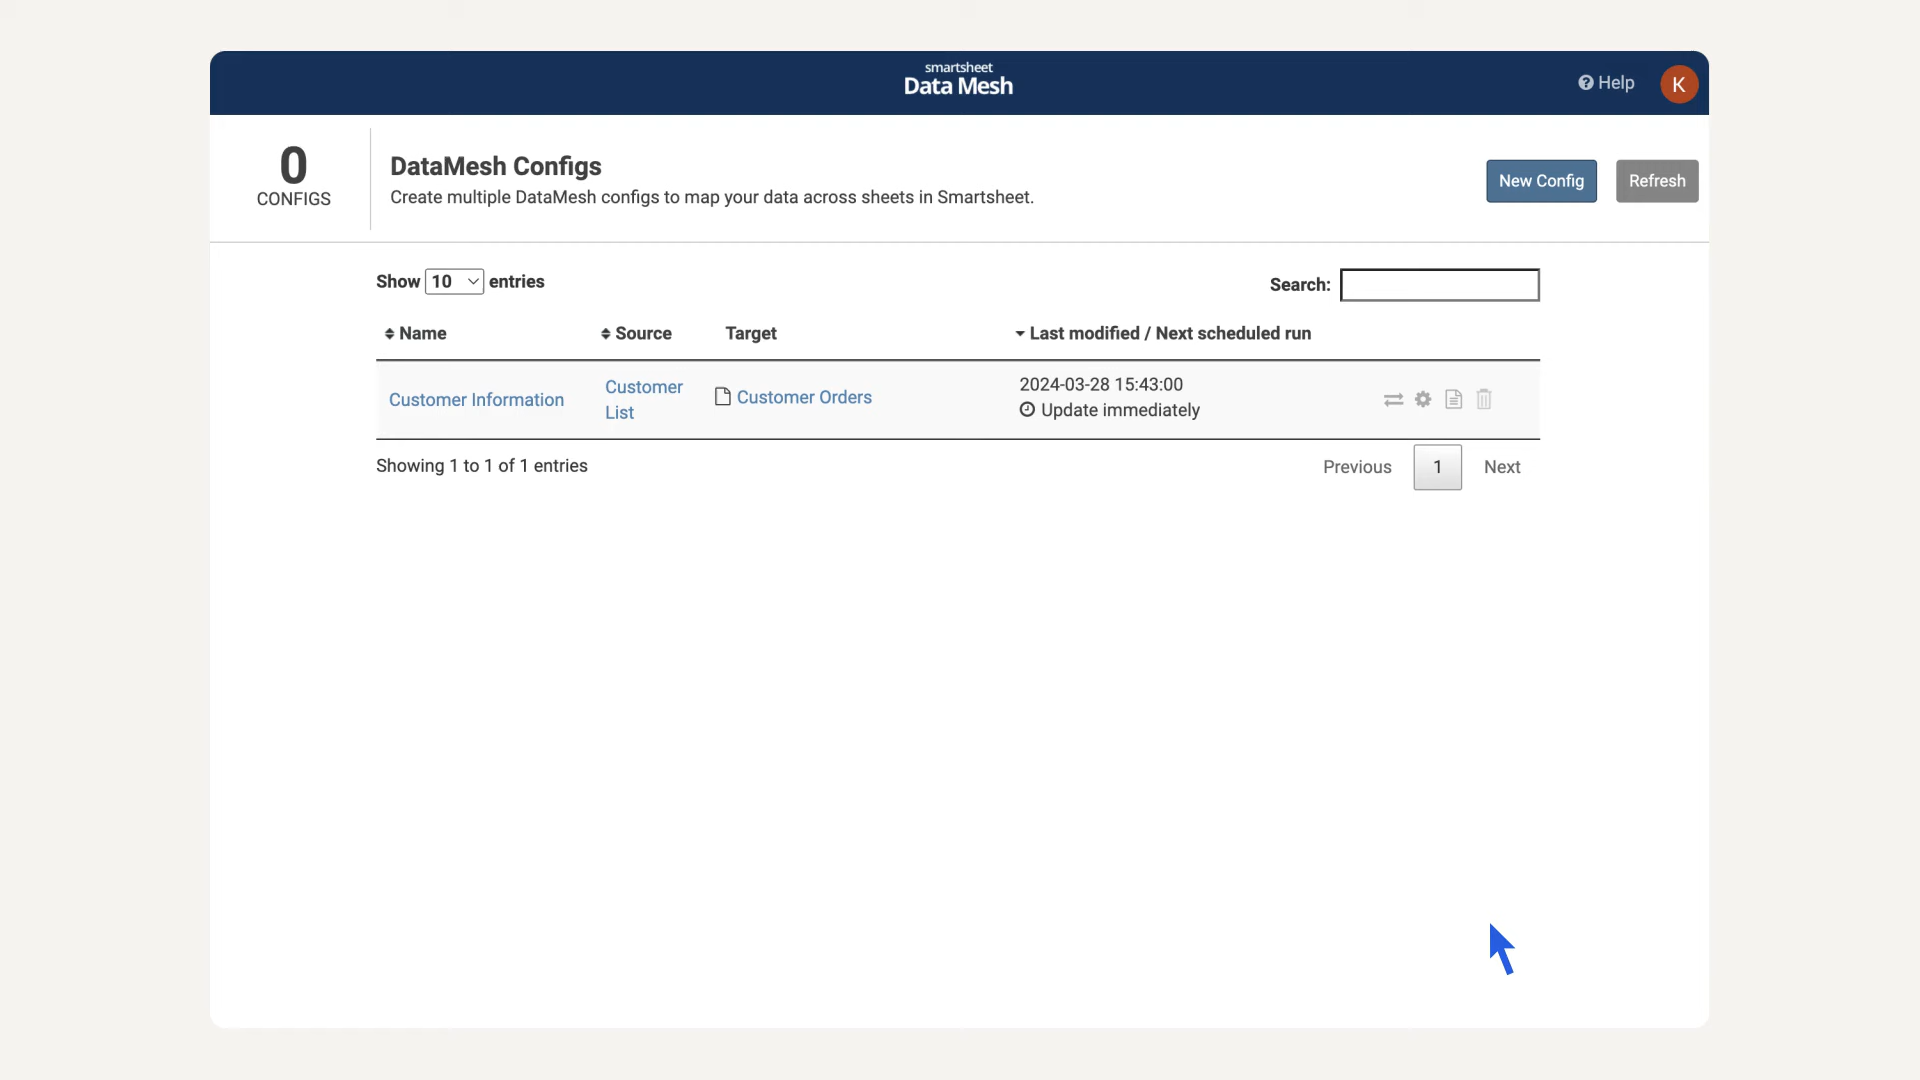 smartsheet
Data Mesh
Help
K
0
CONFIGS
DataMesh Configs
Create multiple DataMesh configs to map your data across sheets in Smartsheet.
New Config
Refresh
Show 10 entries
Search:
Name
Source
Target
Last modified / Next scheduled run
Customer Information
Customer
List
Customer Orders
2024-03-28 15:43:00
Update immediately
Showing 1 to 1 of 1 entries
Previous
1
Next